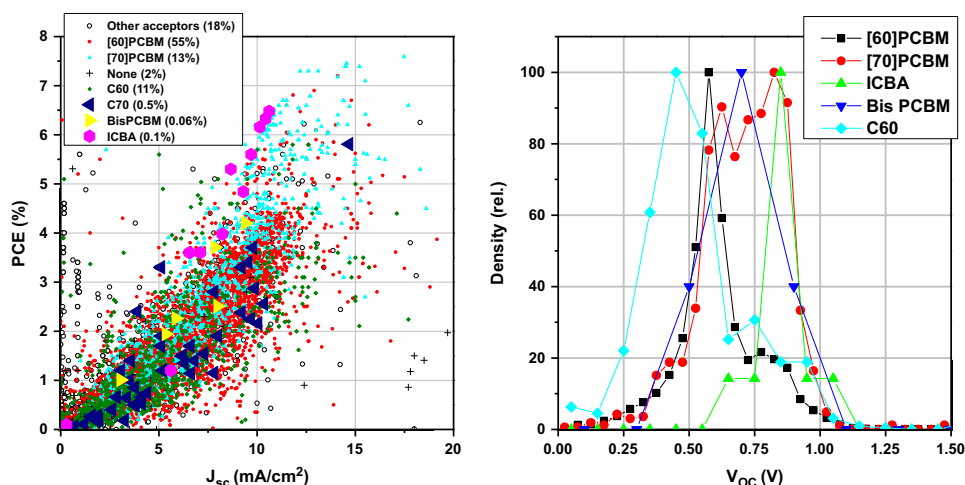 Other acceptors (18%)
[60]PCBM (55%)
[70]PCBM (13%)
None (2%)
C60 (11%)
C70 (0.5%)
BisPCBM (0.06%)
ICBA (0.1%)
8
7
6
5
4
3
2
1
0
PCE (%)
0
5
10
15
20
Jsc (mA/cm²)
[60]PCBM
[70]PCBM
ICBA
Bis PCBM
C60
100
80
60
40
20
0
Density (rel.)
0.00
0.25
0.50
0.75
1.00
1.25
1.50
VOC (V)